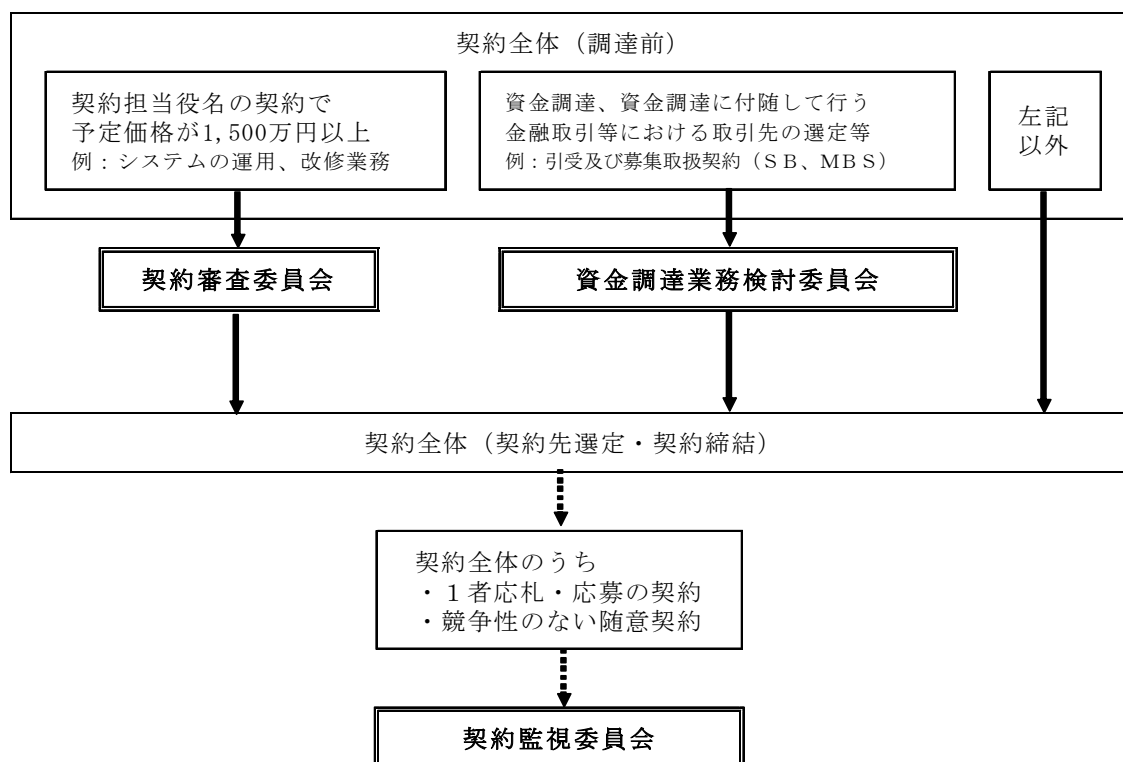 契約全体（調達前）
契約担当役名の契約で
予定価格が1,500万円以上
例：システムの運用、改修業務
資金調達、資金調達に付随して行う
金融取引等における取引先の選定等
例：引受及び募集取扱契約（ＳＢ、ＭＢＳ）
左記
以外
契約審査委員会
資金調達業務検討委員会
契約全体（契約先選定・契約締結）
契約全体のうち
・１者応札・応募の契約
・競争性のない随意契約
契約監視委員会